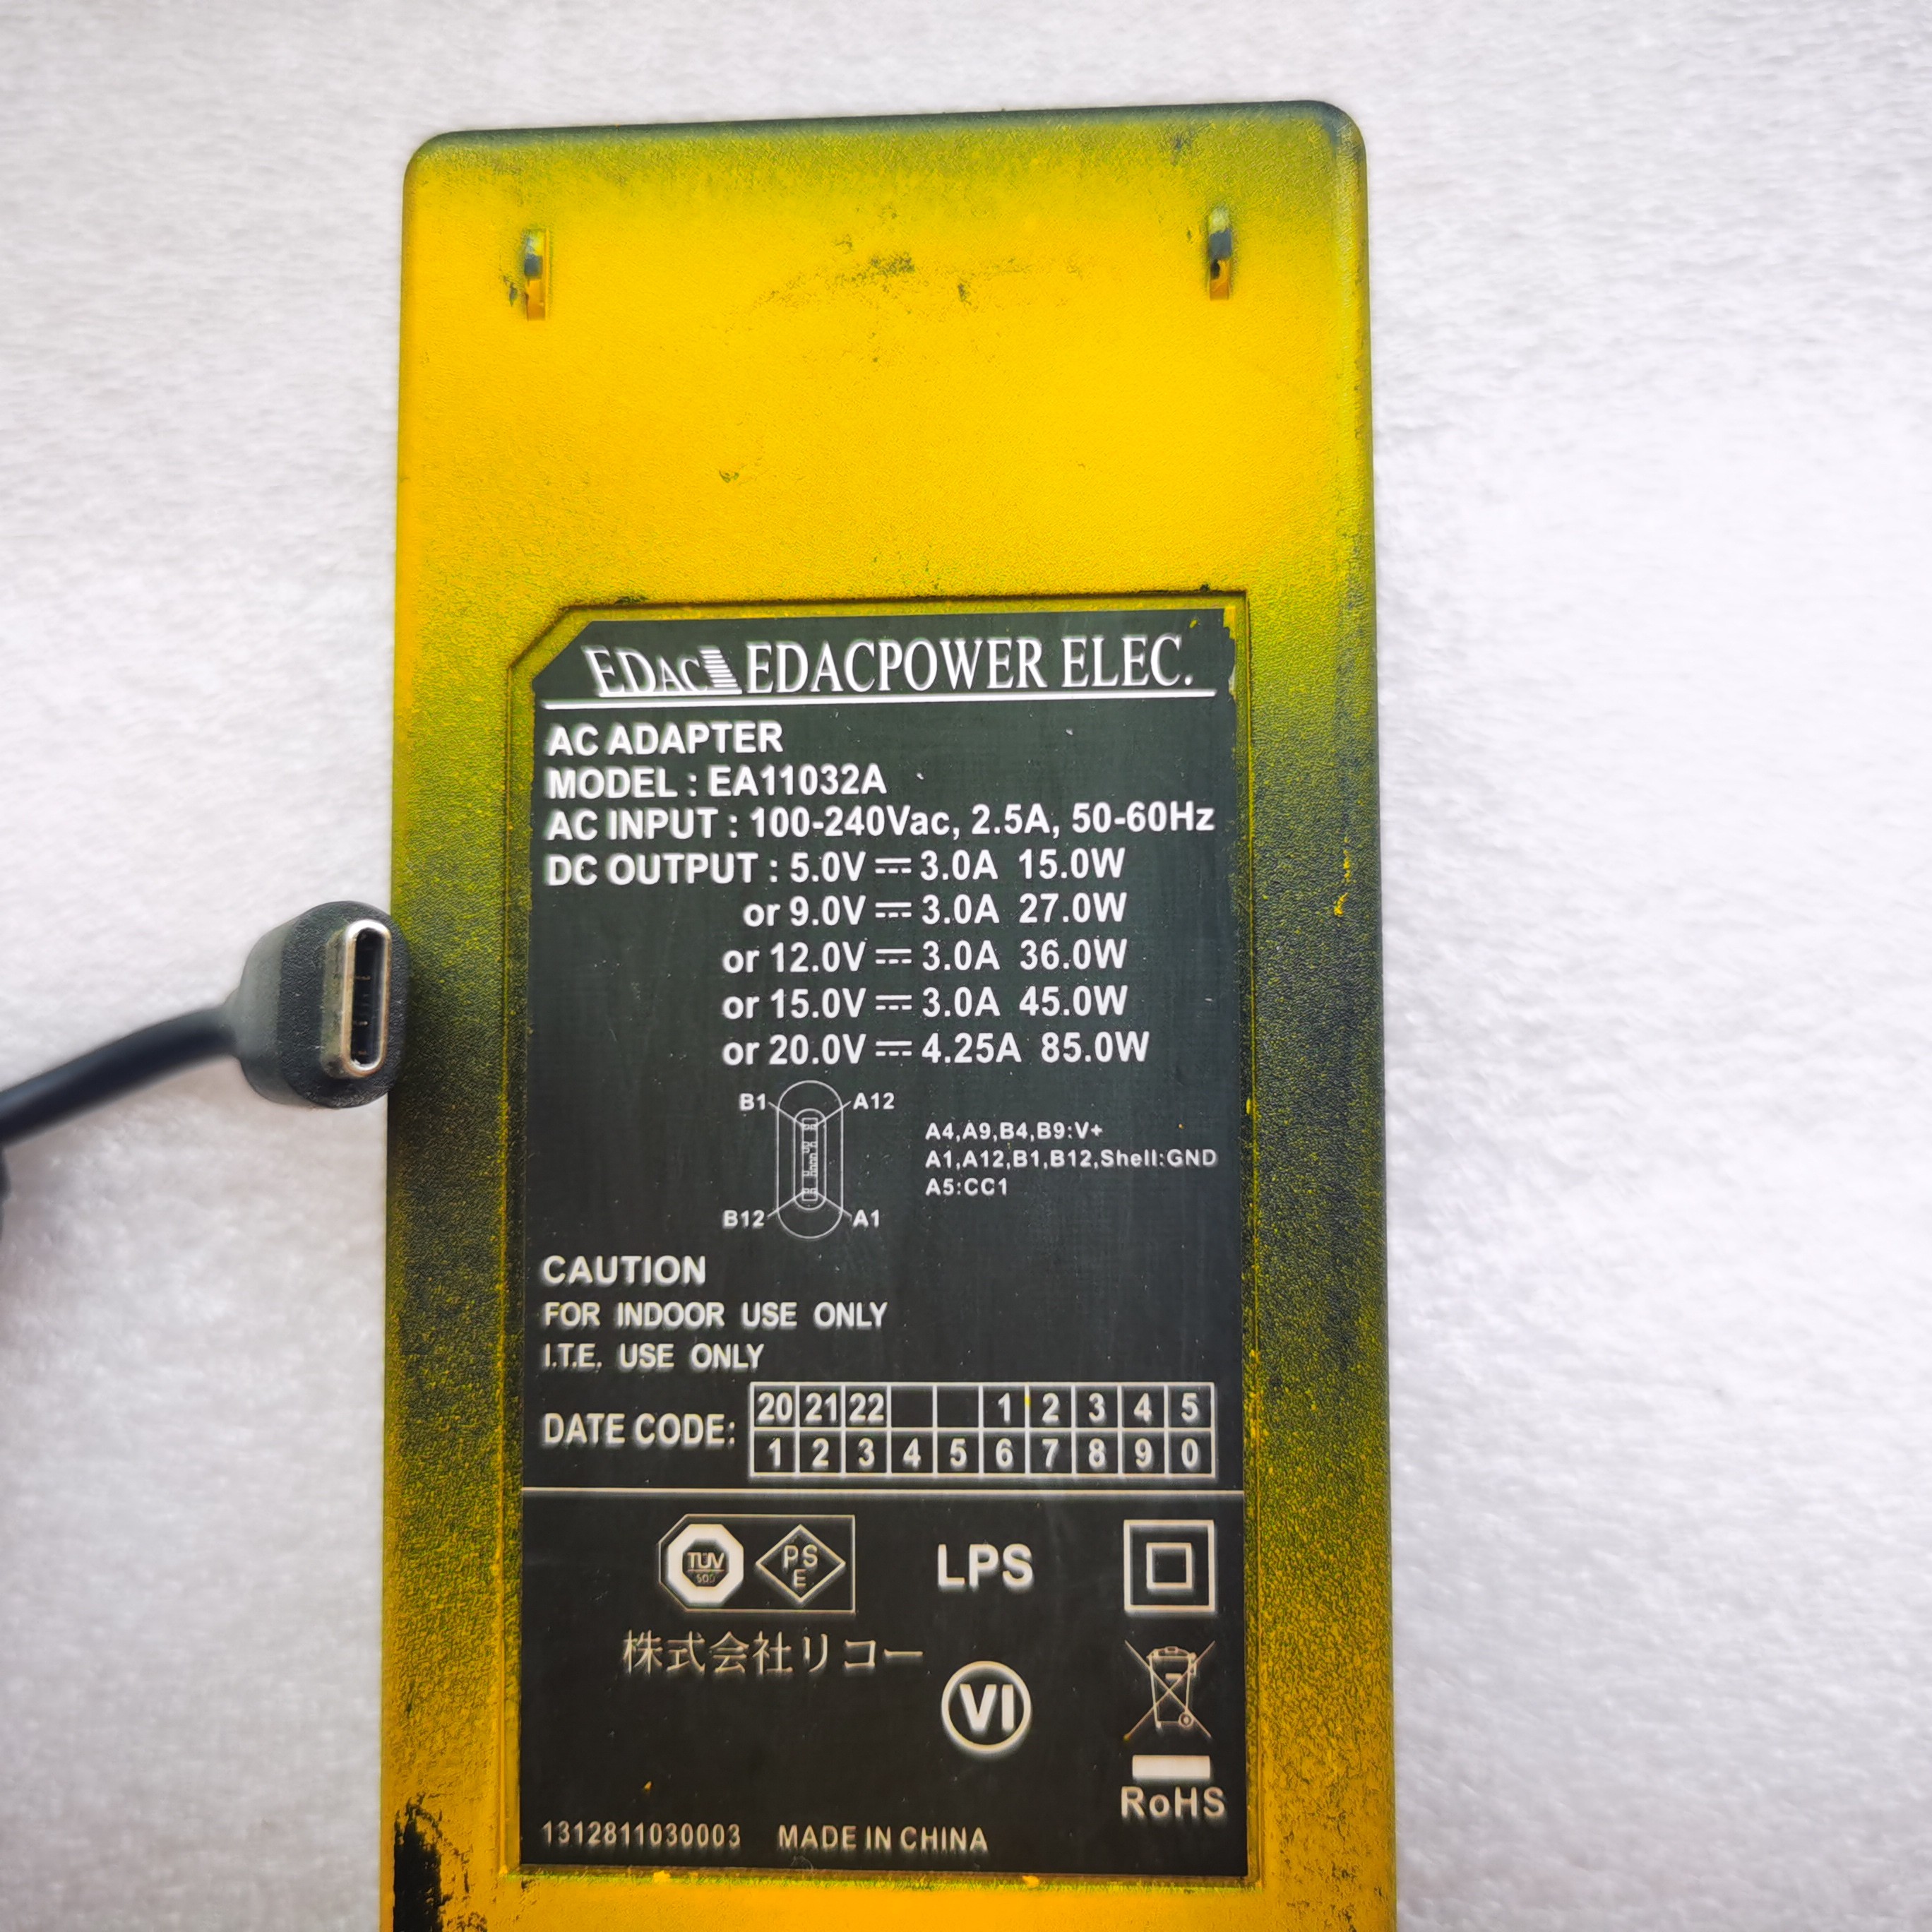 EDAC EDACPOWER ELEC.
AC ADAPTER
MODEL : EA11032A
AC INPUT : 100-240Vac, 2.5A, 50-60Hz
DC OUTPUT : 5.0V ⎓ 3.0A 15.0W
or 9.0V ⎓ 3.0A 27.0W
or 12.0V ⎓ 3.0A 36.0W
or 15.0V ⎓ 3.0A 45.0W
or 20.0V ⎓ 4.25A 85.0W
B1 A12
A4,A9,B4,B9:V+
A1,A12,B1,B12,Shell:GND
A5:CC1
B12 A1
CAUTION
FOR INDOOR USE ONLY
I.T.E. USE ONLY
DATE CODE:
20 21 22 1 2 3 4 5
1 2 3 4 5 6 7 8 9 0
TÜV
PS
E
LPS
株式会社リコー
VI
RoHS
1312811030003 MADE IN CHINA